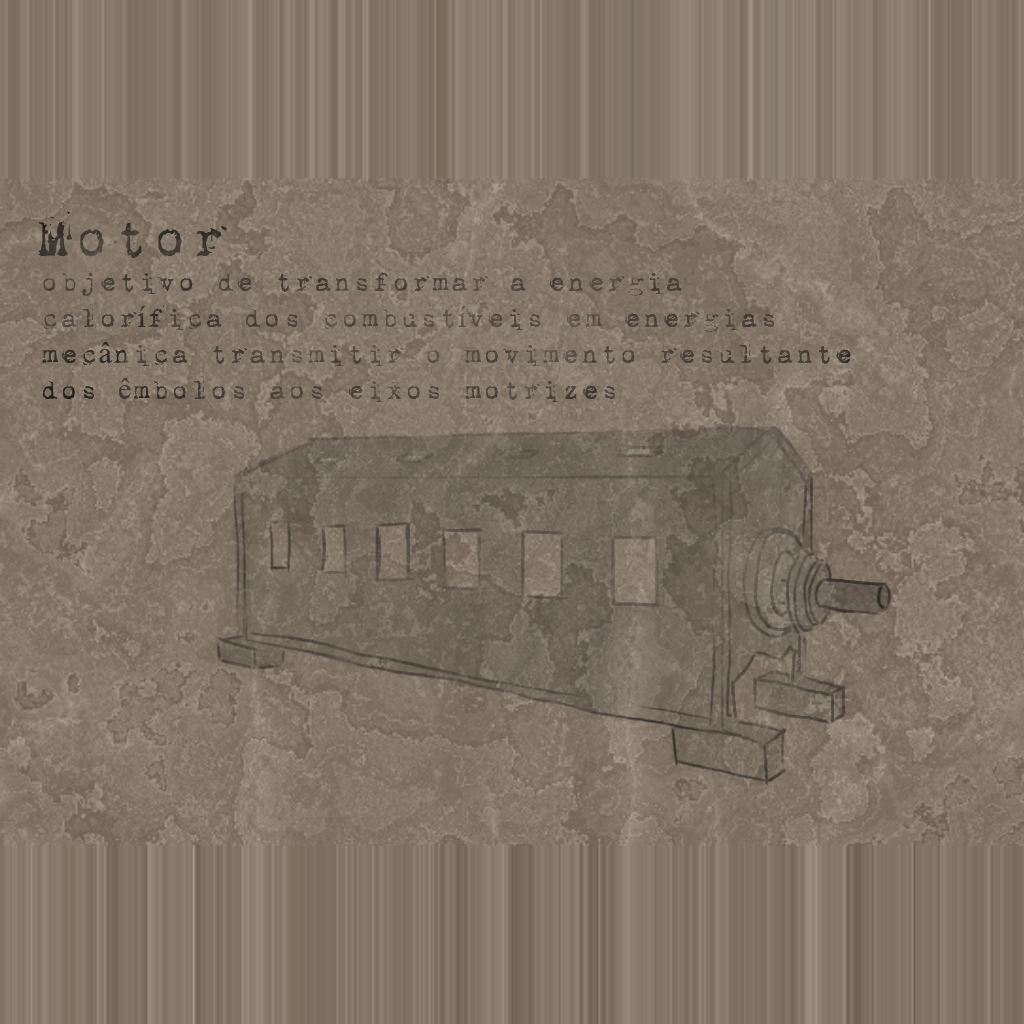 Motor
objetivo de transformar a energia
calorífica dos combustíveis em energias
mecânica transmitir o movimento resultante
dos êmbolos aos eixos motrizes